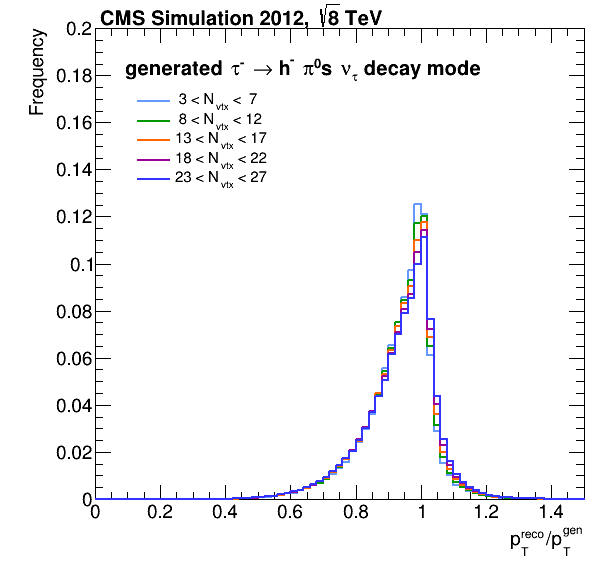 CMS Simulation 2012, √8 TeV
Frequency
generated τ⁻ → h⁻ π⁰s ν_τ decay mode
3 < N_vtx < 7
8 < N_vtx < 12
13 < N_vtx < 17
18 < N_vtx < 22
23 < N_vtx < 27
0.2
0.18
0.16
0.14
0.12
0.1
0.08
0.06
0.04
0.02
0
0 0.2 0.4 0.6 0.8 1 1.2 1.4
p_T^reco/p_T^gen